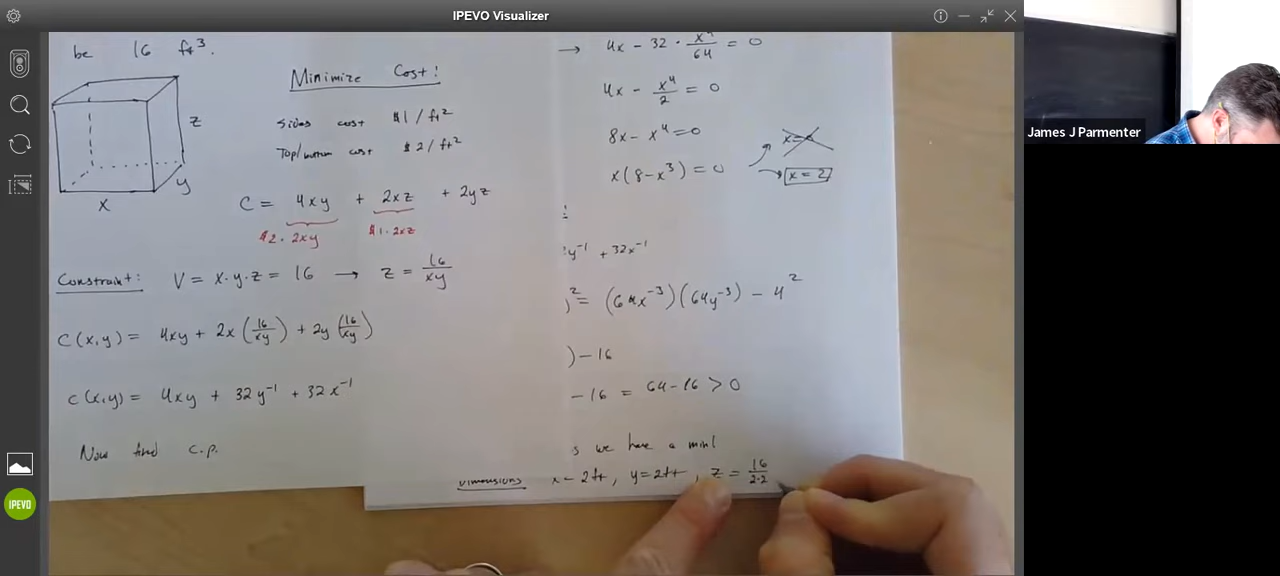 IPEVO Visualizer
be 16 ft³.
Minimize Cost:
Sides cost $1/ft²
Top/bottom cost $2/ft²
z
y
x
C = 4xy + 2xz + 2yz
$2·2xy $1·2xz
Constraint: V = x·y·z = 16 → z = 16/xy
C(x,y) = 4xy + 2x(16/xy) + 2y(16/xy)
C(x,y) = 4xy + 32y⁻¹ + 32x⁻¹
Now find c.p.
→ 4x − 32 · x⁴/64 = 0
4x − x⁴/2 = 0
8x − x⁴ = 0
x(8 − x³) = 0
x = 2
y⁻¹ + 32x⁻¹
)² = (64x⁻³)(64y⁻³) − 4²
) − 16
− 16 = 64 − 16 > 0
s we have a min!
Dimensions x = 2ft, y = 2ft, z = 16/2·2
James J Parmenter
IPEVO